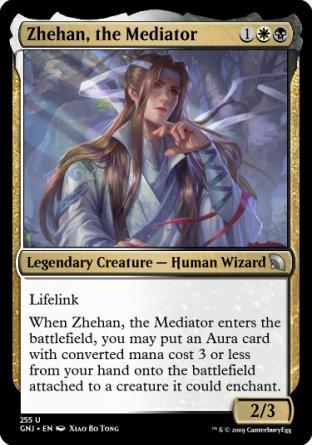 Zhehan, the Mediator 1
Legendary Creature — Human Wizard
Lifelink
When Zhehan, the Mediator enters the
battlefield, you may put an Aura card
with converted mana cost 3 or less
from your hand onto the battlefield
attached to a creature it could enchant.
2/3
255 U
GNJ • EN Xiao Bo Tong
™ & © 2019 CanterburyEgg